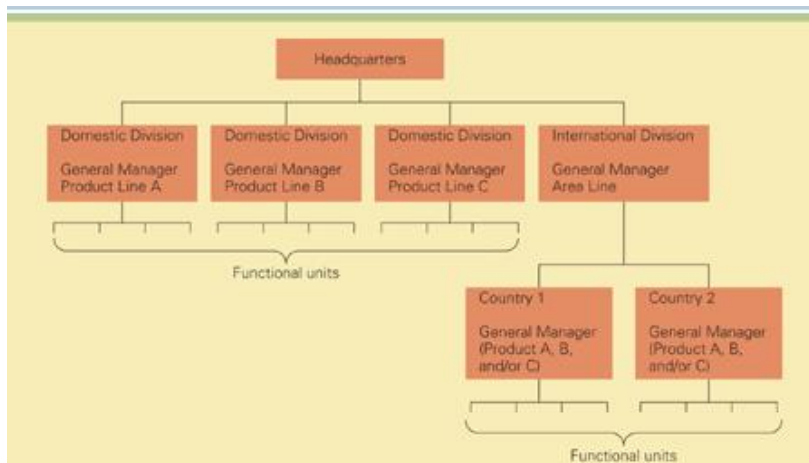 Headquarters
Domestic Division
General Manager
Product Line A
Domestic Division
General Manager
Product Line B
Domestic Division
General Manager
Product Line C
International Division
General Manager
Area Line
Functional units
Country 1
General Manager
(Product A, B,
and/or C)
Country 2
General Manager
(Product A, B,
and/or C)
Functional units